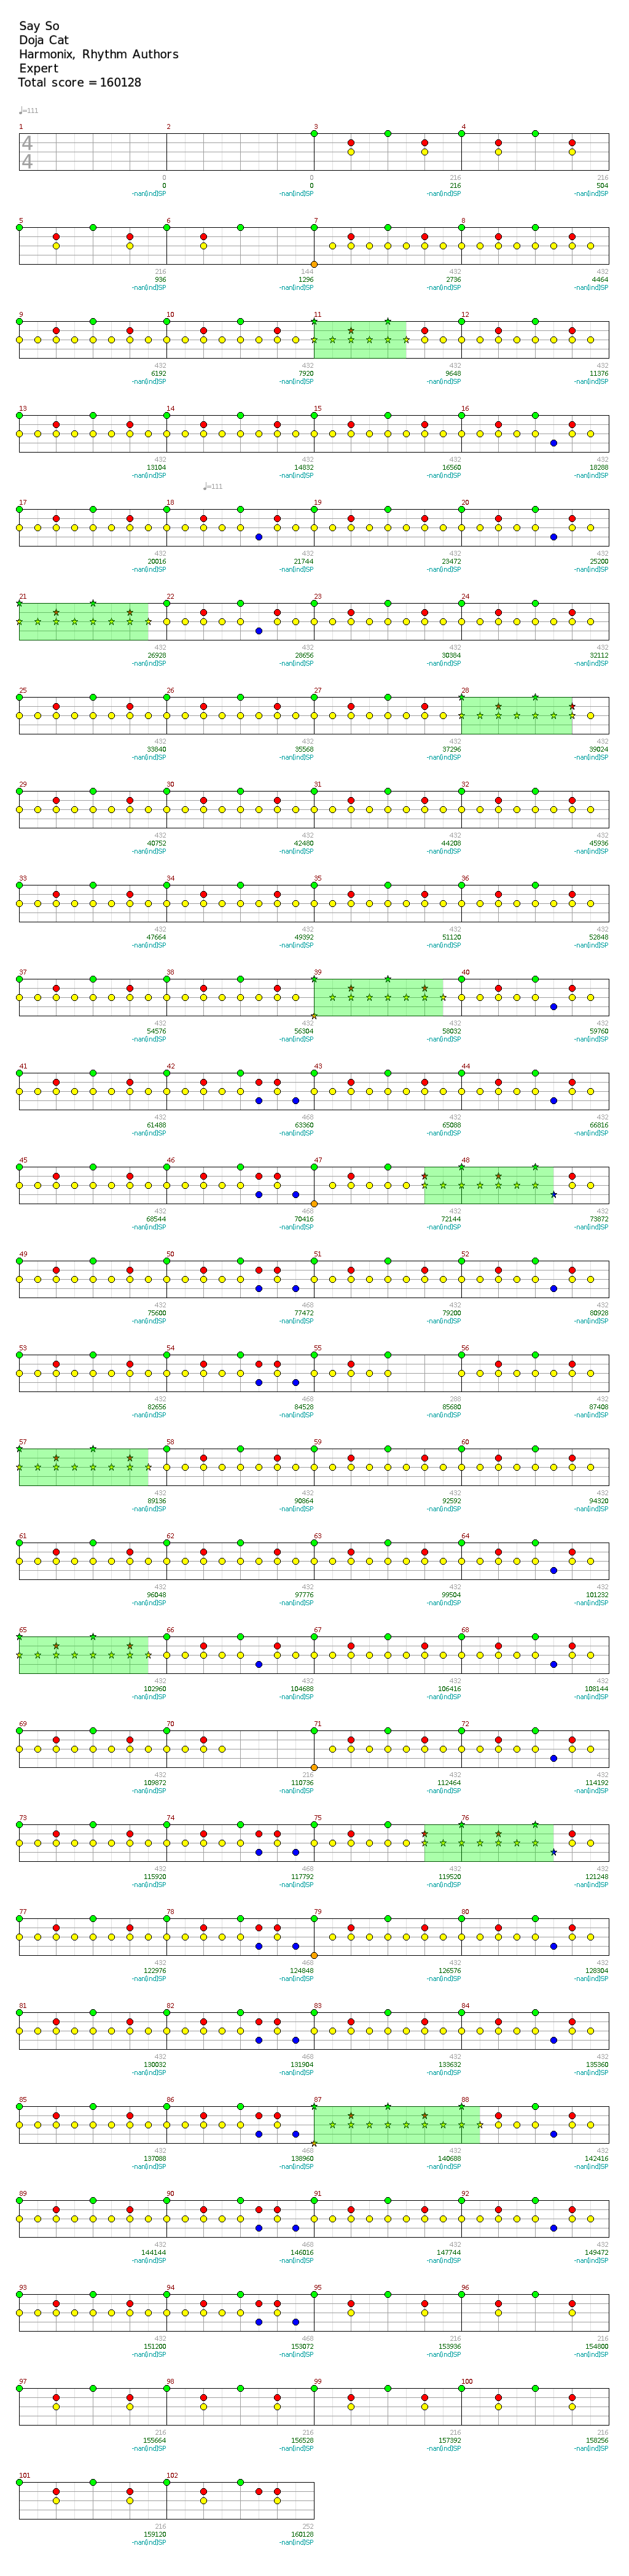 Say So
Doja Cat
Harmonix, Rhythm Authors
Expert
Total score = 160128
♩=111
1 2 3 4
4
4
0 0 216 216
0 0 216 504
-nan(ind)SP -nan(ind)SP -nan(ind)SP -nan(ind)SP
5 6 7 8
216 144 432 432
936 1296 2736 4464
-nan(ind)SP -nan(ind)SP -nan(ind)SP -nan(ind)SP
9 10 11 12
432 432 432 432
6192 7920 9648 11376
-nan(ind)SP -nan(ind)SP -nan(ind)SP -nan(ind)SP
13 14 15 16
432 432 432 432
13104 14832 16560 18288
-nan(ind)SP -nan(ind)SP -nan(ind)SP -nan(ind)SP
♩=111
17 18 19 20
432 432 432 432
20016 21744 23472 25200
-nan(ind)SP -nan(ind)SP -nan(ind)SP -nan(ind)SP
21 22 23 24
432 432 432 432
26928 28656 30384 32112
-nan(ind)SP -nan(ind)SP -nan(ind)SP -nan(ind)SP
25 26 27 28
432 432 432 432
33840 35568 37296 39024
-nan(ind)SP -nan(ind)SP -nan(ind)SP -nan(ind)SP
29 30 31 32
432 432 432 432
40752 42480 44208 45936
-nan(ind)SP -nan(ind)SP -nan(ind)SP -nan(ind)SP
33 34 35 36
432 432 432 432
47664 49392 51120 52848
-nan(ind)SP -nan(ind)SP -nan(ind)SP -nan(ind)SP
37 38 39 40
432 432 432 432
54576 56304 58032 59760
-nan(ind)SP -nan(ind)SP -nan(ind)SP -nan(ind)SP
41 42 43 44
432 468 432 432
61488 63360 65088 66816
-nan(ind)SP -nan(ind)SP -nan(ind)SP -nan(ind)SP
45 46 47 48
432 468 432 432
68544 70416 72144 73872
-nan(ind)SP -nan(ind)SP -nan(ind)SP -nan(ind)SP
49 50 51 52
432 468 432 432
75600 77472 79200 80928
-nan(ind)SP -nan(ind)SP -nan(ind)SP -nan(ind)SP
53 54 55 56
432 468 288 432
82656 84528 85680 87408
-nan(ind)SP -nan(ind)SP -nan(ind)SP -nan(ind)SP
57 58 59 60
432 432 432 432
89136 90864 92592 94320
-nan(ind)SP -nan(ind)SP -nan(ind)SP -nan(ind)SP
61 62 63 64
432 432 432 432
96048 97776 99504 101232
-nan(ind)SP -nan(ind)SP -nan(ind)SP -nan(ind)SP
65 66 67 68
432 432 432 432
102960 104688 106416 108144
-nan(ind)SP -nan(ind)SP -nan(ind)SP -nan(ind)SP
69 70 71 72
432 216 432 432
109872 110736 112464 114192
-nan(ind)SP -nan(ind)SP -nan(ind)SP -nan(ind)SP
73 74 75 76
432 468 432 432
115920 117792 119520 121248
-nan(ind)SP -nan(ind)SP -nan(ind)SP -nan(ind)SP
77 78 79 80
432 468 432 432
122976 124848 126576 128304
-nan(ind)SP -nan(ind)SP -nan(ind)SP -nan(ind)SP
81 82 83 84
432 468 432 432
130032 131904 133632 135360
-nan(ind)SP -nan(ind)SP -nan(ind)SP -nan(ind)SP
85 86 87 88
432 468 432 432
137088 138960 140688 142416
-nan(ind)SP -nan(ind)SP -nan(ind)SP -nan(ind)SP
89 90 91 92
432 468 432 432
144144 146016 147744 149472
-nan(ind)SP -nan(ind)SP -nan(ind)SP -nan(ind)SP
93 94 95 96
432 468 216 216
151200 153072 153936 154800
-nan(ind)SP -nan(ind)SP -nan(ind)SP -nan(ind)SP
97 98 99 100
216 216 216 216
155664 156528 157392 158256
-nan(ind)SP -nan(ind)SP -nan(ind)SP -nan(ind)SP
101 102
216 252
159120 160128
-nan(ind)SP -nan(ind)SP